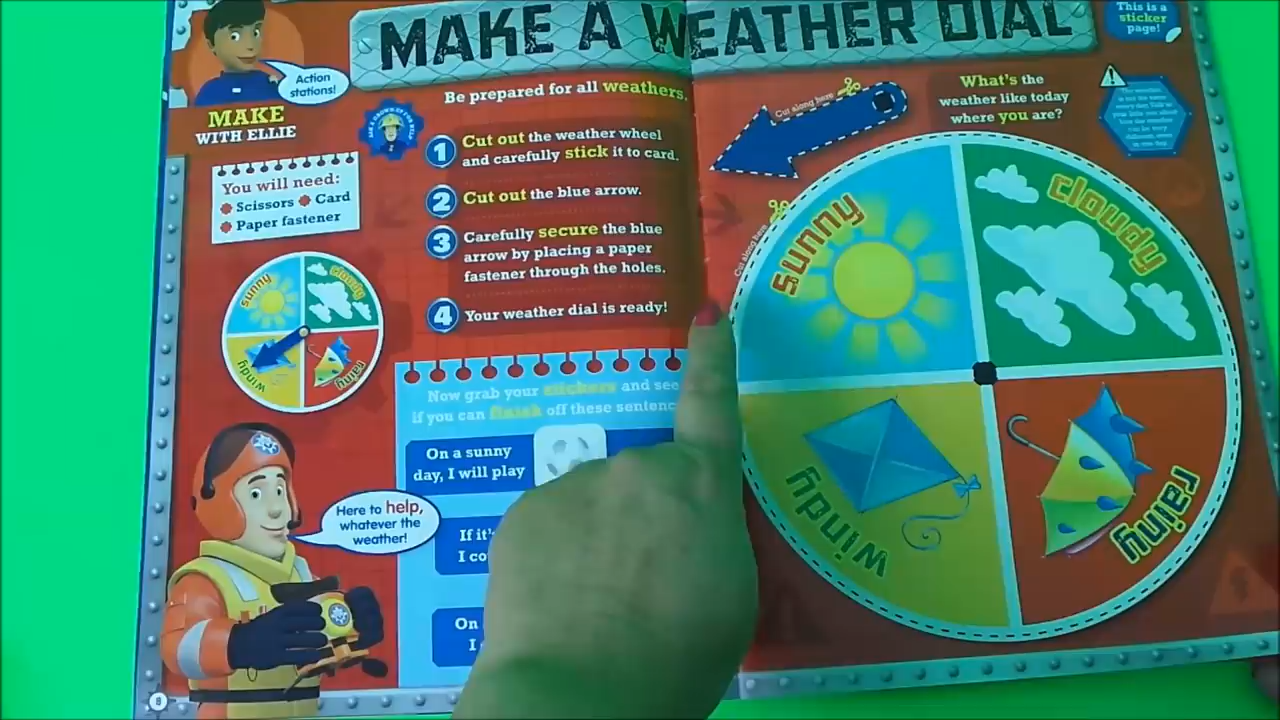 MAKE A WEATHER DIAL
Action
stations!
MAKE
WITH ELLIE
You will need:
Scissors Card
Paper fastener
Be prepared for all weathers.
1 Cut out the weather wheel
and carefully stick it to card.
2 Cut out the blue arrow.
3 Carefully secure the blue
arrow by placing a paper
fastener through the holes.
4 Your weather dial is ready!
sunny
cloudy
windy
rainy
Now grab your stickers and see
if you can finish off these
On a sunny
day, I will play
On
I
Here to help,
whatever the
weather!
8
This is a
sticker
page!
What's the
weather like today
where you are?
Cut along here
Cut along here
sunny
cloudy
windy
rainy